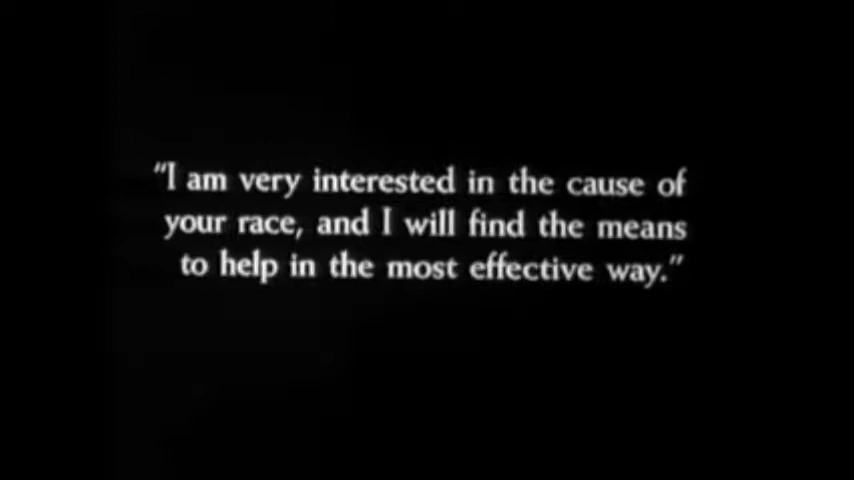 "I am very interested in the cause of
your race, and I will find the means
to help in the most effective way."